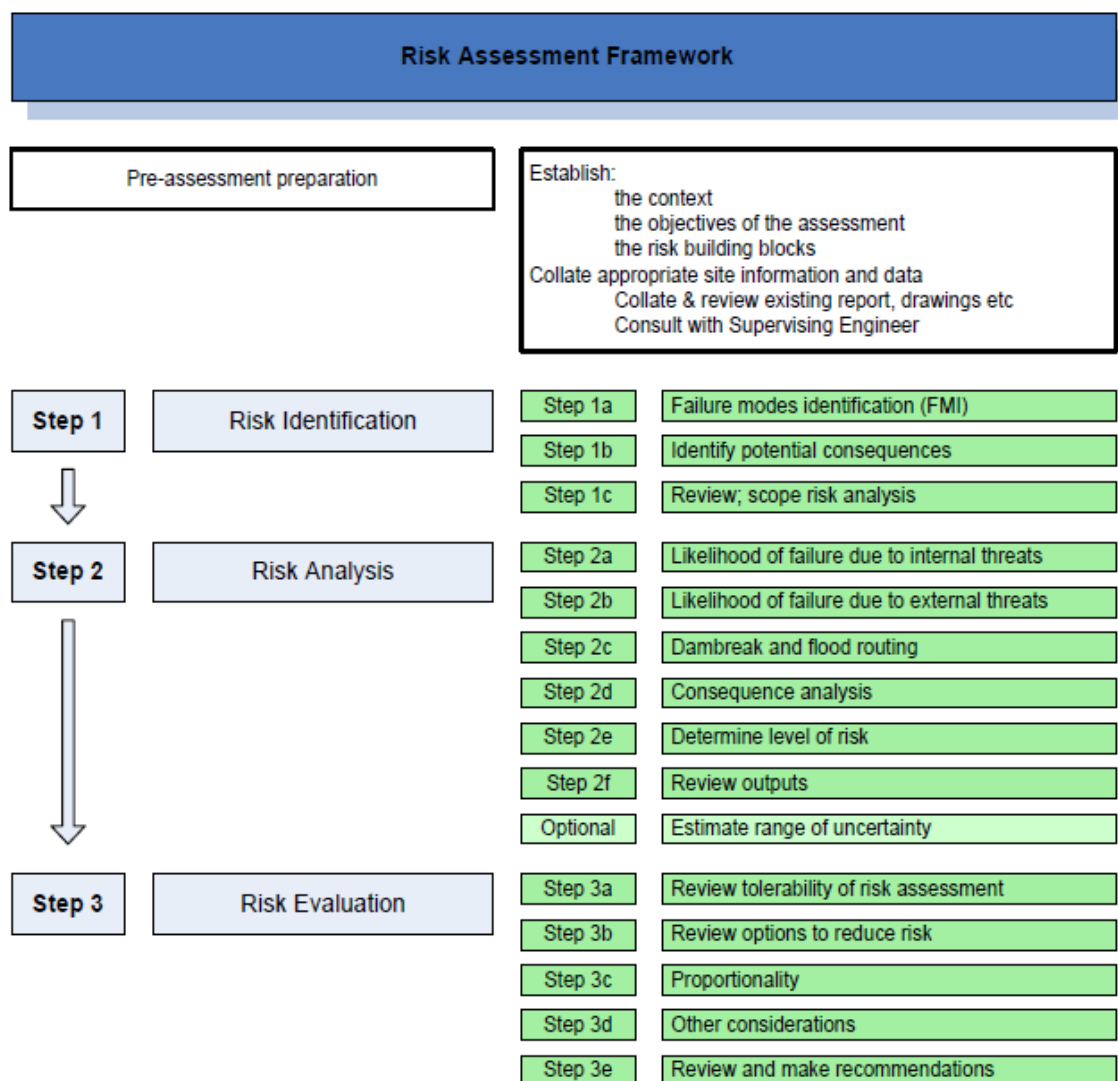 Risk Assessment Framework
Pre-assessment preparation
Establish:
the context
the objectives of the assessment
the risk building blocks
Collate appropriate site information and data
Collate & review existing report, drawings etc
Consult with Supervising Engineer
Step 1
Risk Identification
Step 1a
Failure modes identification (FMI)
Step 1b
Identify potential consequences
Step 1c
Review; scope risk analysis
Step 2
Risk Analysis
Step 2a
Likelihood of failure due to internal threats
Step 2b
Likelihood of failure due to external threats
Step 2c
Dambreak and flood routing
Step 2d
Consequence analysis
Step 2e
Determine level of risk
Step 2f
Review outputs
Optional
Estimate range of uncertainty
Step 3
Risk Evaluation
Step 3a
Review tolerability of risk assessment
Step 3b
Review options to reduce risk
Step 3c
Proportionality
Step 3d
Other considerations
Step 3e
Review and make recommendations